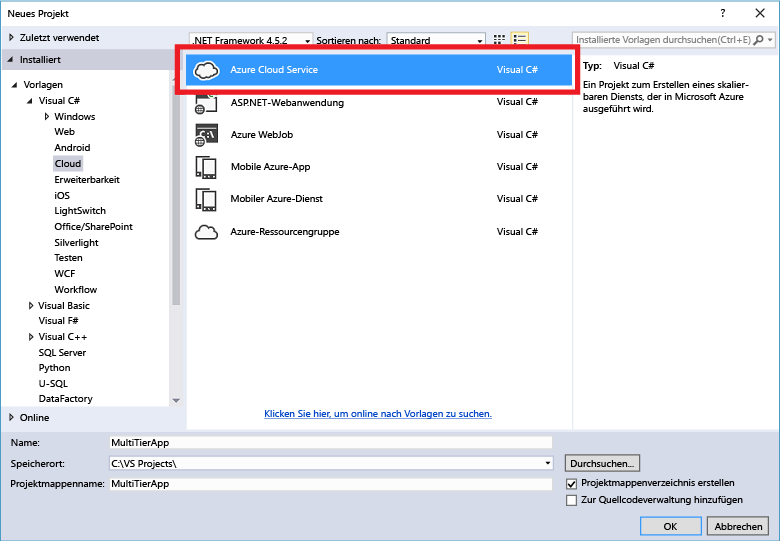 Neues Projekt
? 
Zuletzt verwendet
.NET Framework 4.5.2
Sortieren nach:
Standard
Installierte Vorlagen durchsuchen(Ctrl+E)
Installiert
Vorlagen
Visual C#
Windows
Web
Android
Cloud
Erweiterbarkeit
iOS
LightSwitch
Office/SharePoint
Silverlight
Testen
WCF
Workflow
Visual Basic
Visual F#
Visual C++
SQL Server
Python
U-SQL
DataFactory
Online
Azure Cloud Service Visual C#
ASP.NET-Webanwendung Visual C#
Azure WebJob Visual C#
Mobile Azure-App Visual C#
Mobiler Azure-Dienst Visual C#
Azure-Ressourcengruppe Visual C#
Klicken Sie hier, um online nach Vorlagen zu suchen.
Typ: Visual C#
Ein Projekt zum Erstellen eines skalier-
baren Diensts, der in Microsoft Azure
ausgeführt wird.
Name: MultiTierApp
Speicherort: C:\VS Projects\ Durchsuchen...
Projektmappenname: MultiTierApp
Projektmappenverzeichnis erstellen
Zur Quellcodeverwaltung hinzufügen
OK Abbrechen